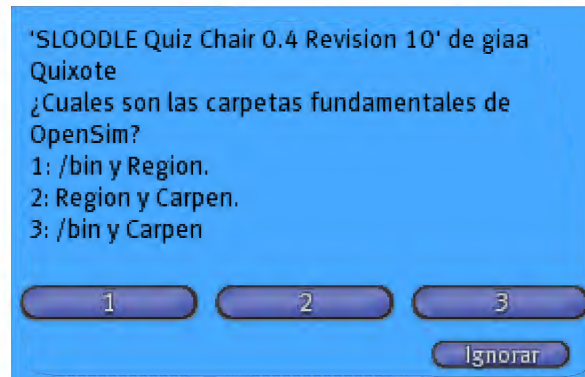 'SLOODLE Quiz Chair 0.4 Revision 10' de giaa
Quixote
¿Cuales son las carpetas fundamentales de
OpenSim?
1: /bin y Region.
2: Region y Carpen.
3: /bin y Carpen
1 2 3
Ignorar